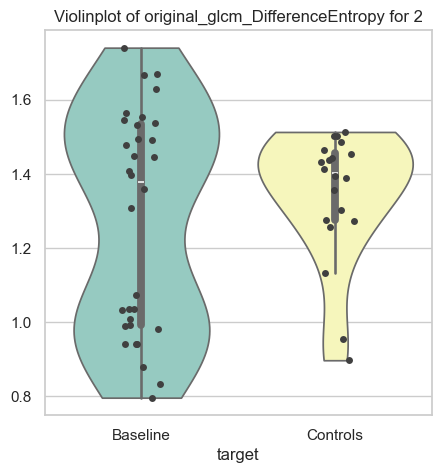 Violinplot of original_glcm_DifferenceEntropy for 2
1.6
1.4
1.2
1.0
0.8
Baseline Controls
target